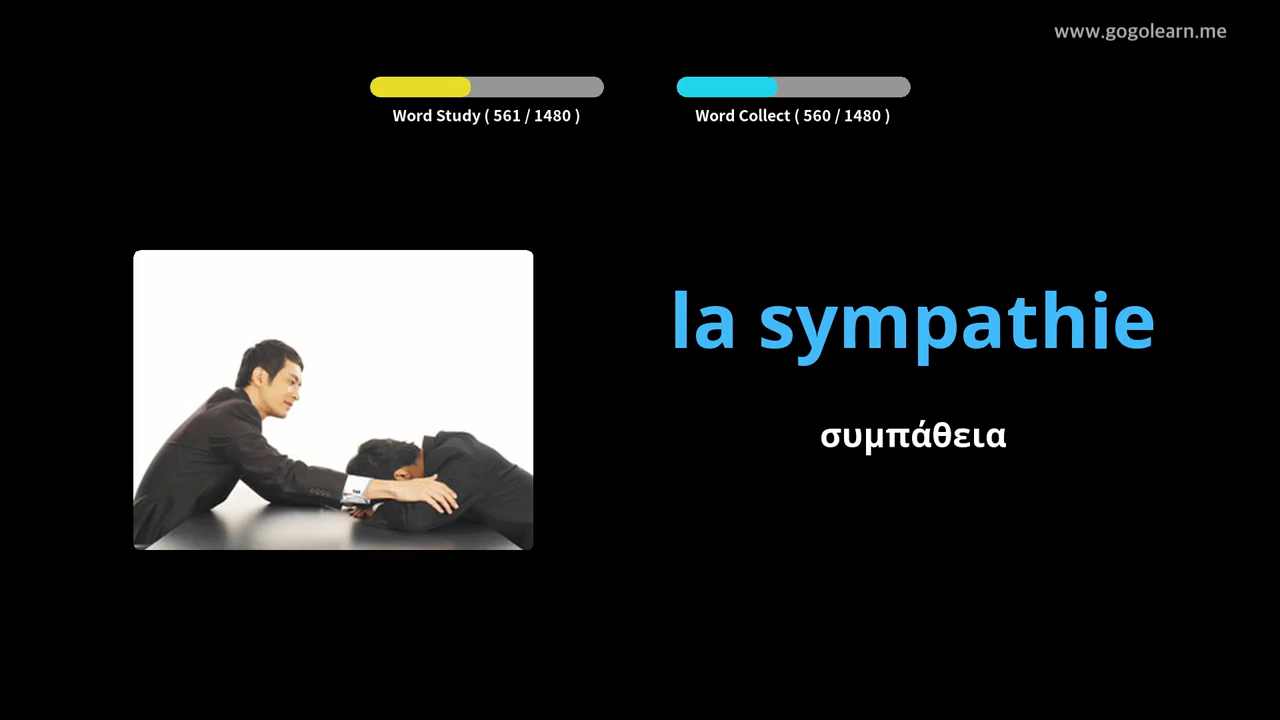 www.gogolearn.me
Word Study ( 561 / 1480 )
Word Collect ( 560 / 1480 )
la sympathie
συμπάθεια